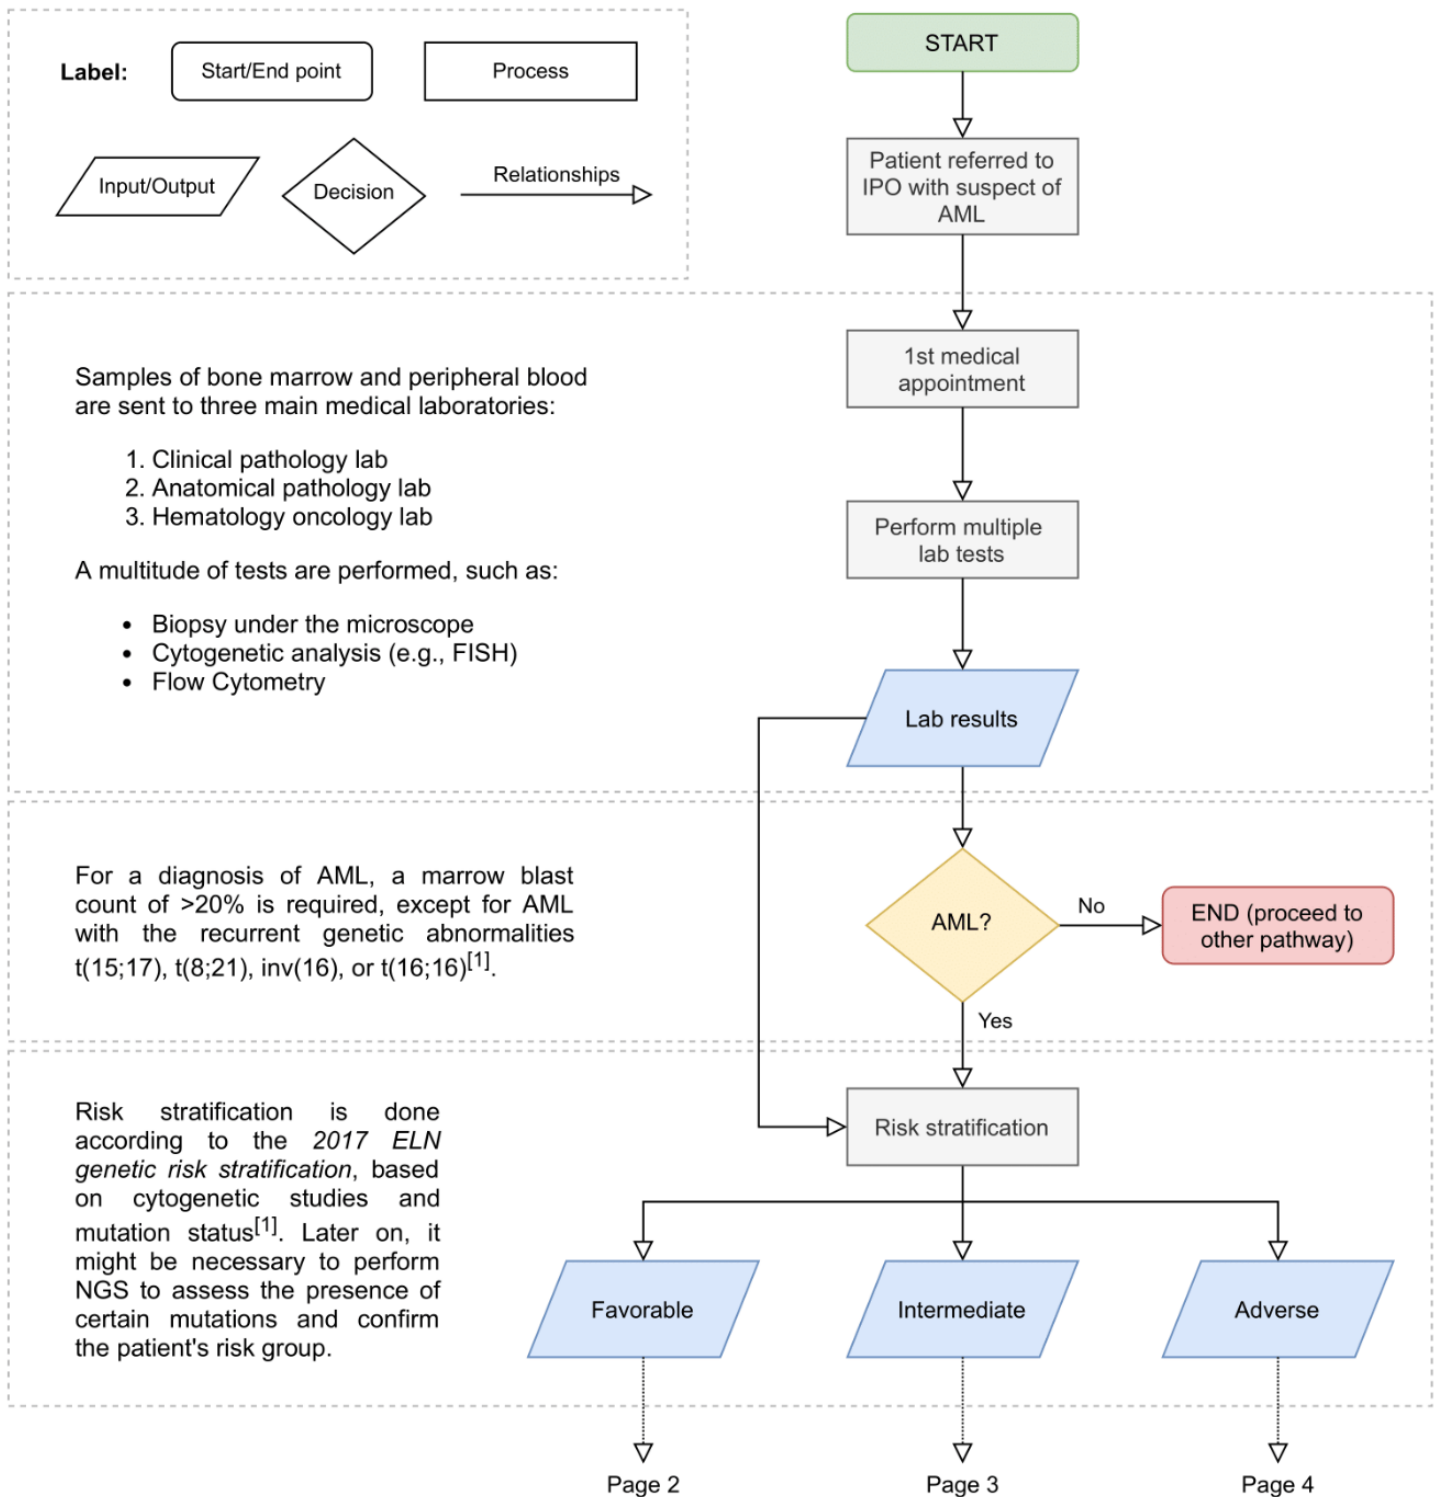 Label:
Start/End point
Process
Input/Output
Decision
Relationships
START
Patient referred to
IPO with suspect of
AML
Samples of bone marrow and peripheral blood
are sent to three main medical laboratories:
1. Clinical pathology lab
2. Anatomical pathology lab
3. Hematology oncology lab
A multitude of tests are performed, such as:
• Biopsy under the microscope
• Cytogenetic analysis (e.g., FISH)
• Flow Cytometry
1st medical
appointment
Perform multiple
lab tests
Lab results
For a diagnosis of AML, a marrow blast
count of >20% is required, except for AML
with the recurrent genetic abnormalities
t(15;17), t(8;21), inv(16), or t(16;16)[1].
AML?
No
END (proceed to
other pathway)
Yes
Risk stratification is done
according to the 2017 ELN
genetic risk stratification, based
on cytogenetic studies and
mutation status[1]. Later on, it
might be necessary to perform
NGS to assess the presence of
certain mutations and confirm
the patient's risk group.
Risk stratification
Favorable
Intermediate
Adverse
Page 2
Page 3
Page 4